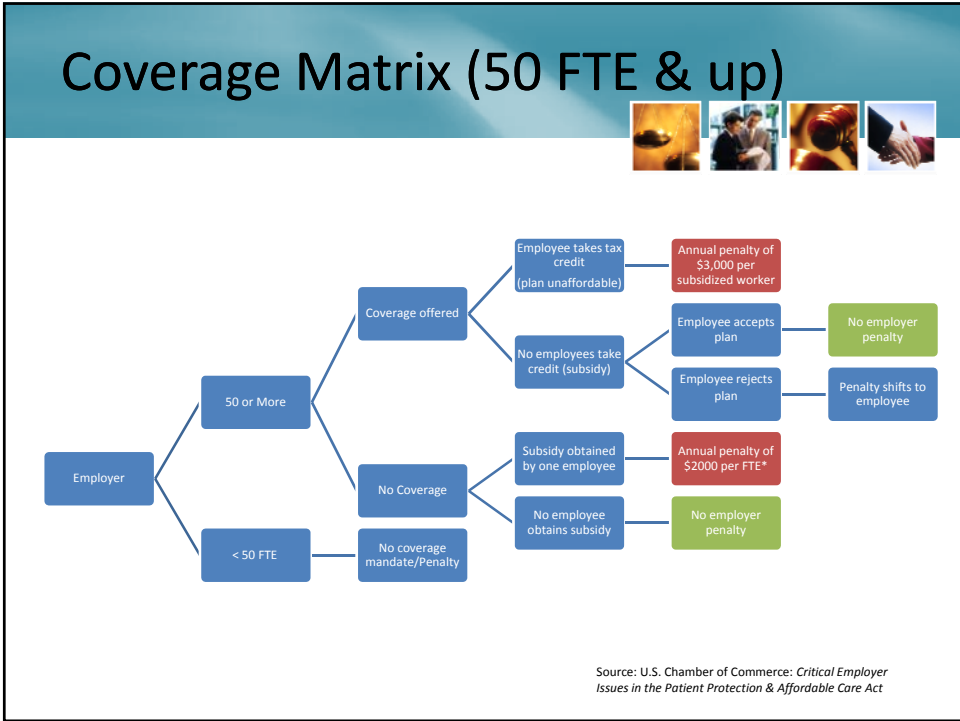 Coverage Matrix (50 FTE & up)
Employee takes tax
credit
(plan unaffordable)
Annual penalty of
$3,000 per
subsidized worker
Coverage offered
Employee accepts
plan
No employer
penalty
No employees take
credit (subsidy)
Employee rejects
plan
Penalty shifts to
employee
50 or More
Subsidy obtained
by one employee
Annual penalty of
$2000 per FTE*
Employer
No Coverage
No employee
obtains subsidy
No employer
penalty
< 50 FTE
No coverage
mandate/Penalty
Source: U.S. Chamber of Commerce: Critical Employer
Issues in the Patient Protection & Affordable Care Act